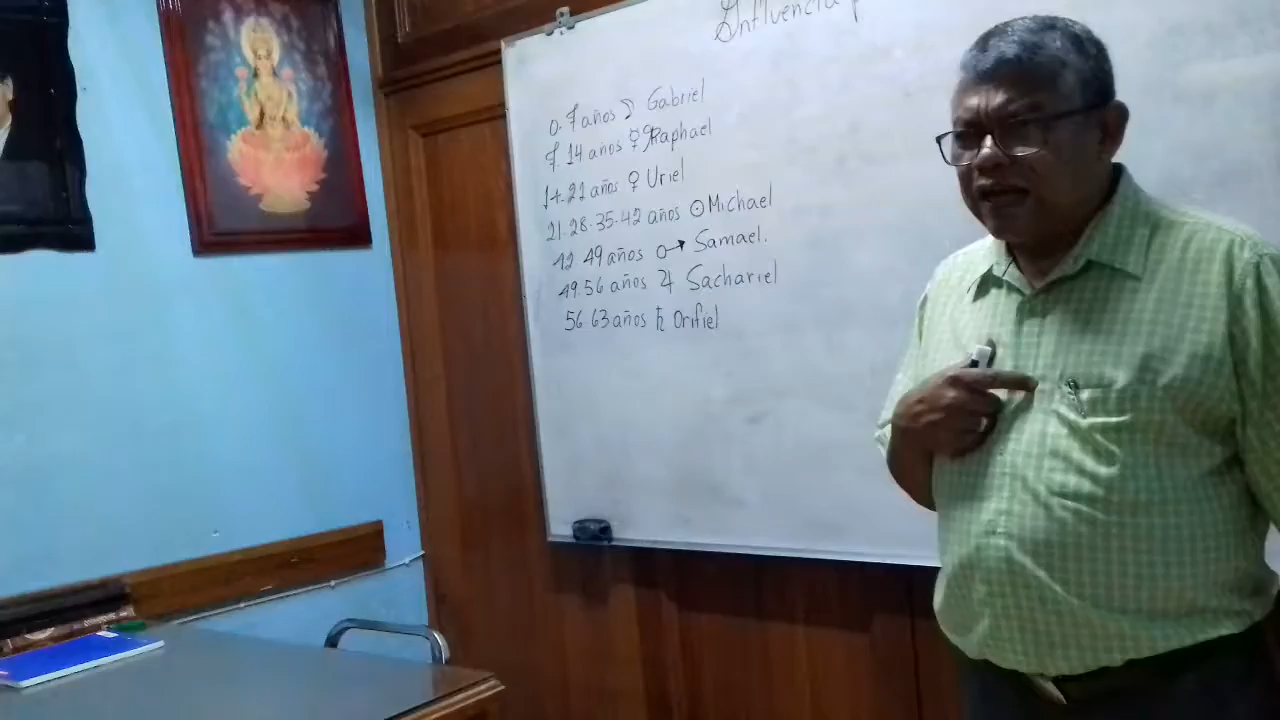 Influencia
0. 7 años ☽ Gabriel
7. 14 años ☿ Raphael
14. 21 años ♀ Uriel
21. 28. 35. 42 años ☉ Michael
42. 49 años ♂ Samael.
49. 56 años ♃ Sachariel
56 63 años ♄ Orifiel